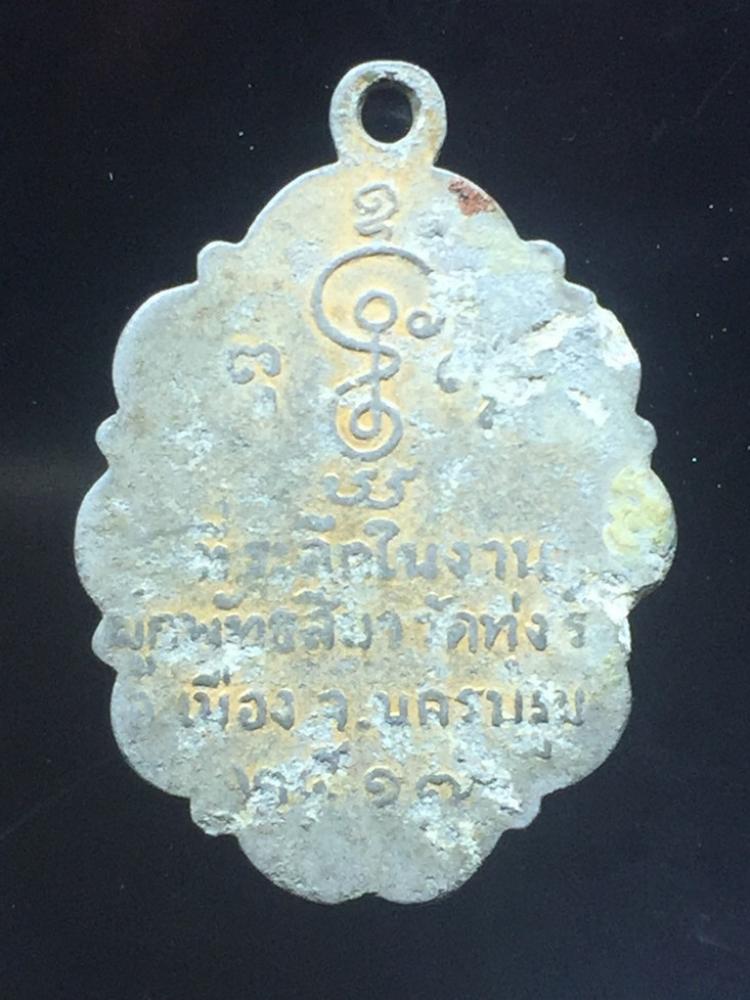 ที่ระลึกในงาน
ผูกพัทธสีมา วัดทุ่ง
อ.เมือง จ.นครปฐม
๒๕๑๗